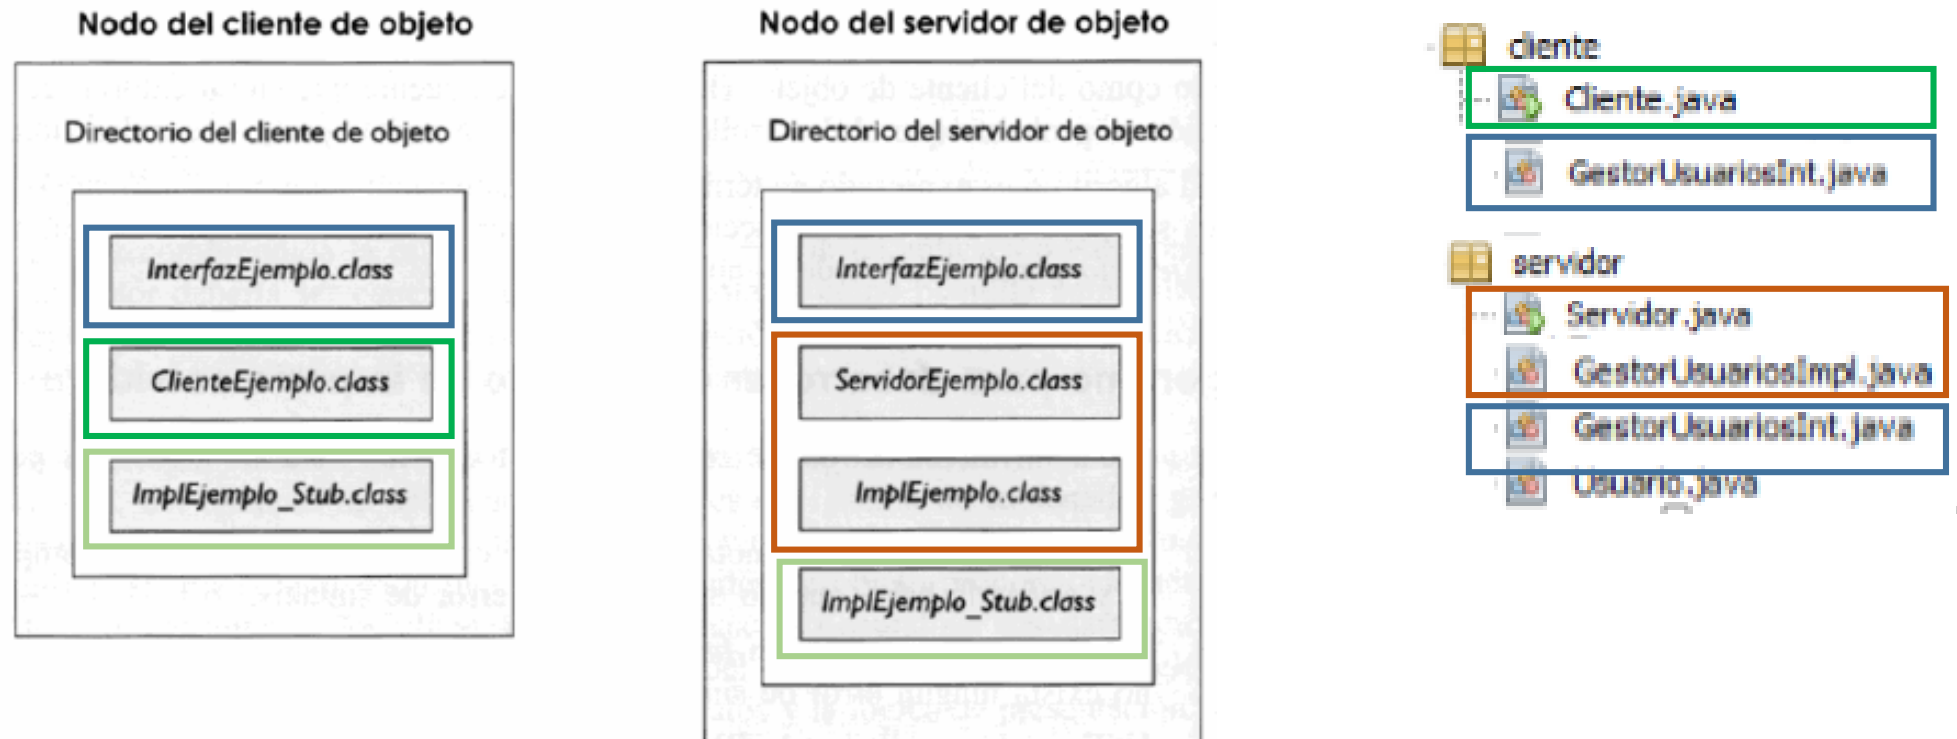 Nodo del cliente de objeto
Directorio del cliente de objeto
InterfazEjemplo.class
ClienteEjemplo.class
ImplEjemplo_Stub.class
Nodo del servidor de objeto
Directorio del servidor de objeto
InterfazEjemplo.class
ServidorEjemplo.class
ImplEjemplo.class
ImplEjemplo_Stub.class
cliente
Cliente.java
GestorUsuariosInt.java
servidor
Servidor.java
GestorUsuariosImpl.java
GestorUsuariosInt.java
Usuario.java